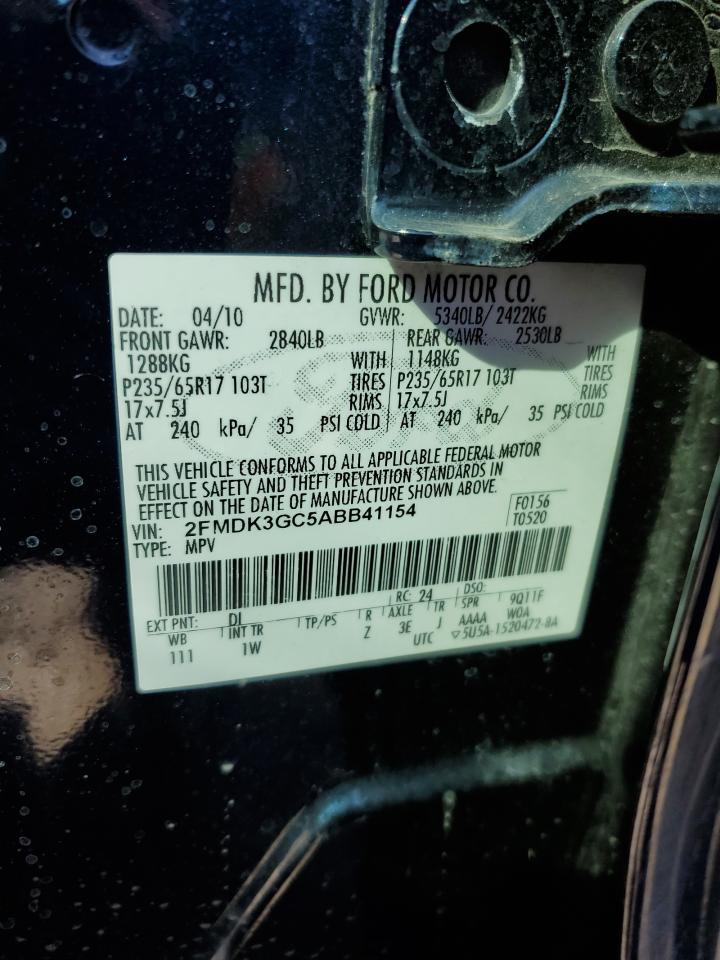 MFD. BY FORD MOTOR CO.
DATE: 04/10 GVWR: 5340LB/ 2422KG
FRONT GAWR: 2840LB REAR GAWR: 2530LB
1288KG WITH 1148KG WITH
P235/65R17 103T TIRES P235/65R17 103T TIRES
17x7.5J RIMS 17x7.5J RIMS
AT 240 kPa/ 35 PSI COLD AT 240 kPa/ 35 PSI COLD
THIS VEHICLE CONFORMS TO ALL APPLICABLE FEDERAL MOTOR
VEHICLE SAFETY AND THEFT PREVENTION STANDARDS IN
EFFECT ON THE DATE OF MANUFACTURE SHOWN ABOVE.
VIN: 2FMDK3GC5ABB41154 F0156
TYPE: MPV T0520
EXT PNT: DI RC: 24 DSO:
WB INT TR TP/PS R AXLE TR SPR 9Q11F
111 1W Z 3E J AAAA W0A
UTC ▽5U5A-1520472-BA